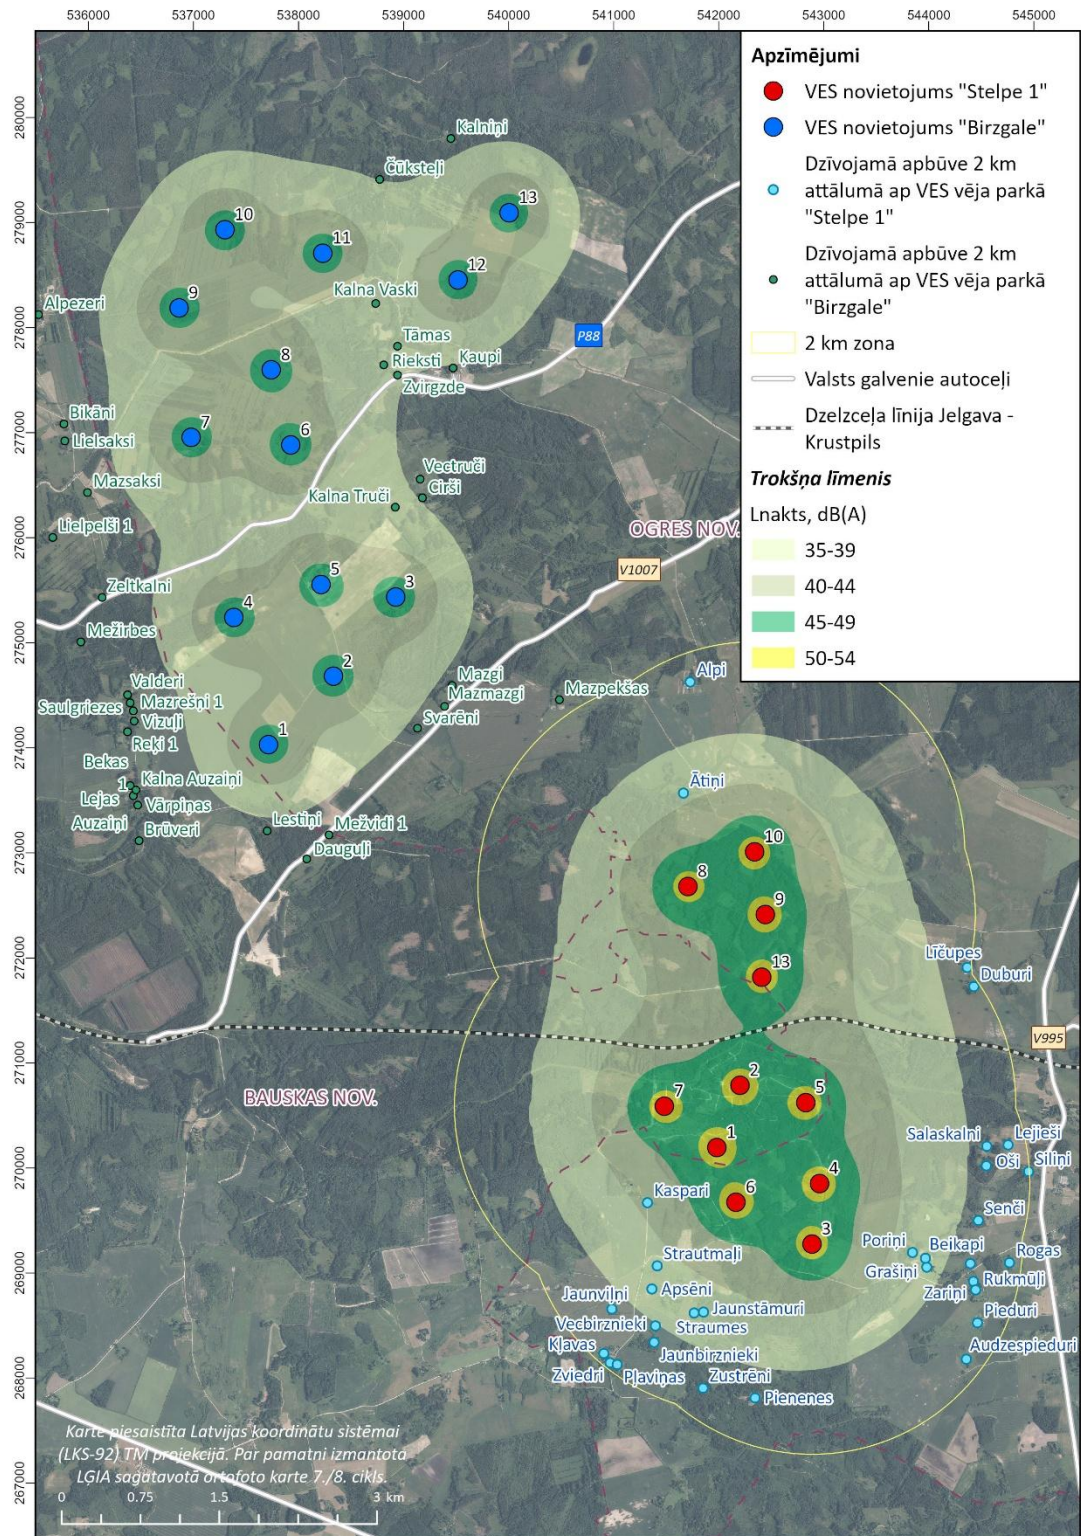 536000 537000 538000 539000 540000 541000 542000 543000 544000 545000
280000
279000
278000
277000
276000
275000
274000
273000
272000
271000
270000
269000
268000
267000
Apzīmējumi
VES novietojums "Stelpe 1"
VES novietojums "Birzgale"
Dzīvojamā apbūve 2 km
attālumā ap VES vēja parkā
"Stelpe 1"
Dzīvojamā apbūve 2 km
attālumā ap VES vēja parkā
"Birzgale"
2 km zona
Valsts galvenie autoceļi
Dzelzceļa līnija Jelgava -
Krustpils
Trokšņa līmenis
Lnakts, dB(A)
35-39
40-44
45-49
50-54
Kalniņi
Čūksteļi
13
10
11
12
9
Kalna Vaski
Alpezeri
Tāmas
P88
8
Rieksti
Ķaupi
Zvirgzde
Bikāni
Lielsaksi
7
6
Mazsaksi
Vectruči
Cirši
Kalna Truči
Lielpelši 1
OGRES NOV.
V1007
5
3
Zeltkalni
4
Mežirbes
2
Mazgi
Alpi
Valderi
Mazmazgi
Mazpekšas
Mazrešņi 1
Saulgriezes
Vizuļi
Svarēni
Reķi 1
1
Bekas
Kalna Auzaiņi
1
Lejas
Vārpiņas
Auzaiņi
Brūveri
Lestiņi
Mežvidi 1
Dauguļi
Ātiņi
10
8
9
13
Līčupes
Duburi
V995
BAUSKAS NOV.
2
7
5
1
Salaskalni
Lejieši
Oši
Siliņi
4
6
Kaspari
Senči
3
Poriņi
Beikapi
Rogas
Strautmaļi
Grašiņi
Rukmūļi
Zariņi
Jaunviļņi
Apsēni
Jaunstāmuri
Pieduri
Vecbirznieki
Straumes
Kļavas
Jaunbirznieki
Audzespieduri
Zviedri
Pļaviņas
Zustrēni
Pienenes
Karte piesaistīta Latvijas koordinātu sistēmai
(LKS-92) TM projekcijā. Par pamatni izmantota
LĢIA sagatavotā ortofoto karte 7./8. cikls.
0 0.75 1.5 3 km